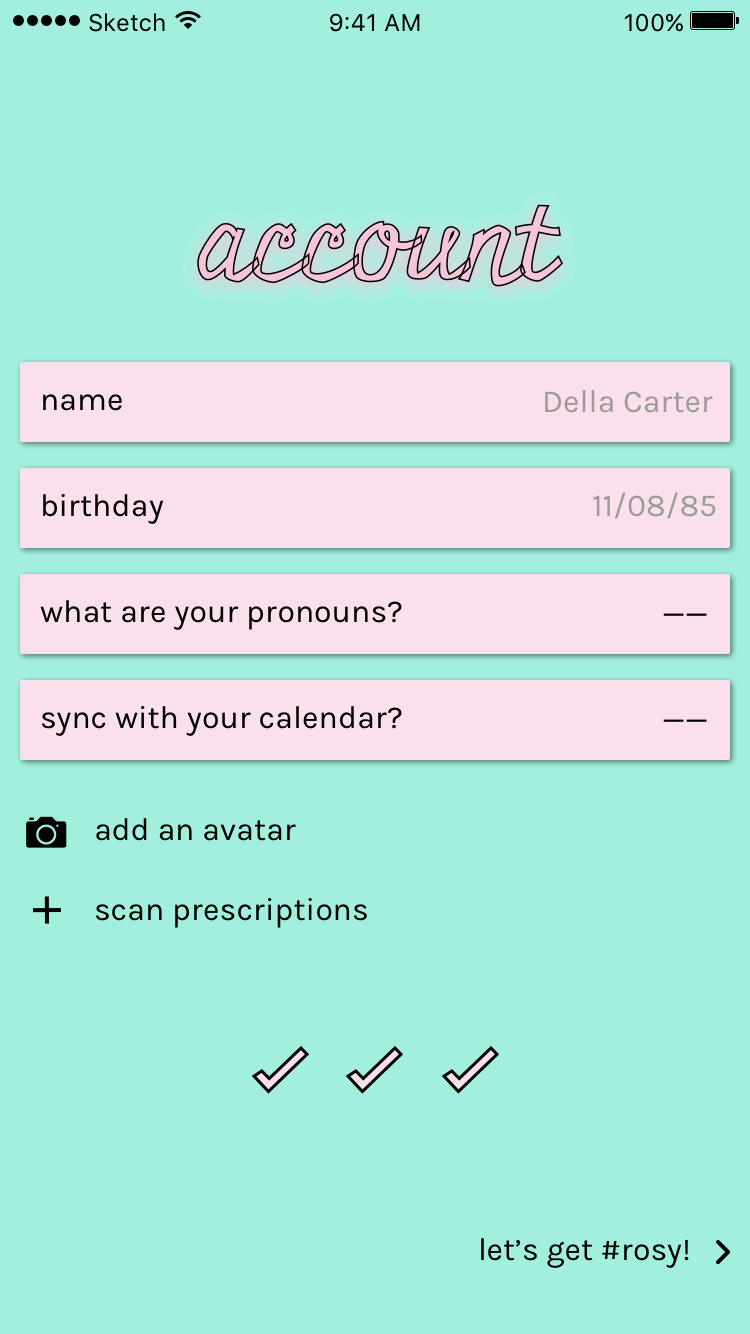 Sketch 9:41 AM 100%
account
name Della Carter
birthday 11/08/85
what are your pronouns? ——
sync with your calendar? ——
add an avatar
scan prescriptions
let’s get #rosy!